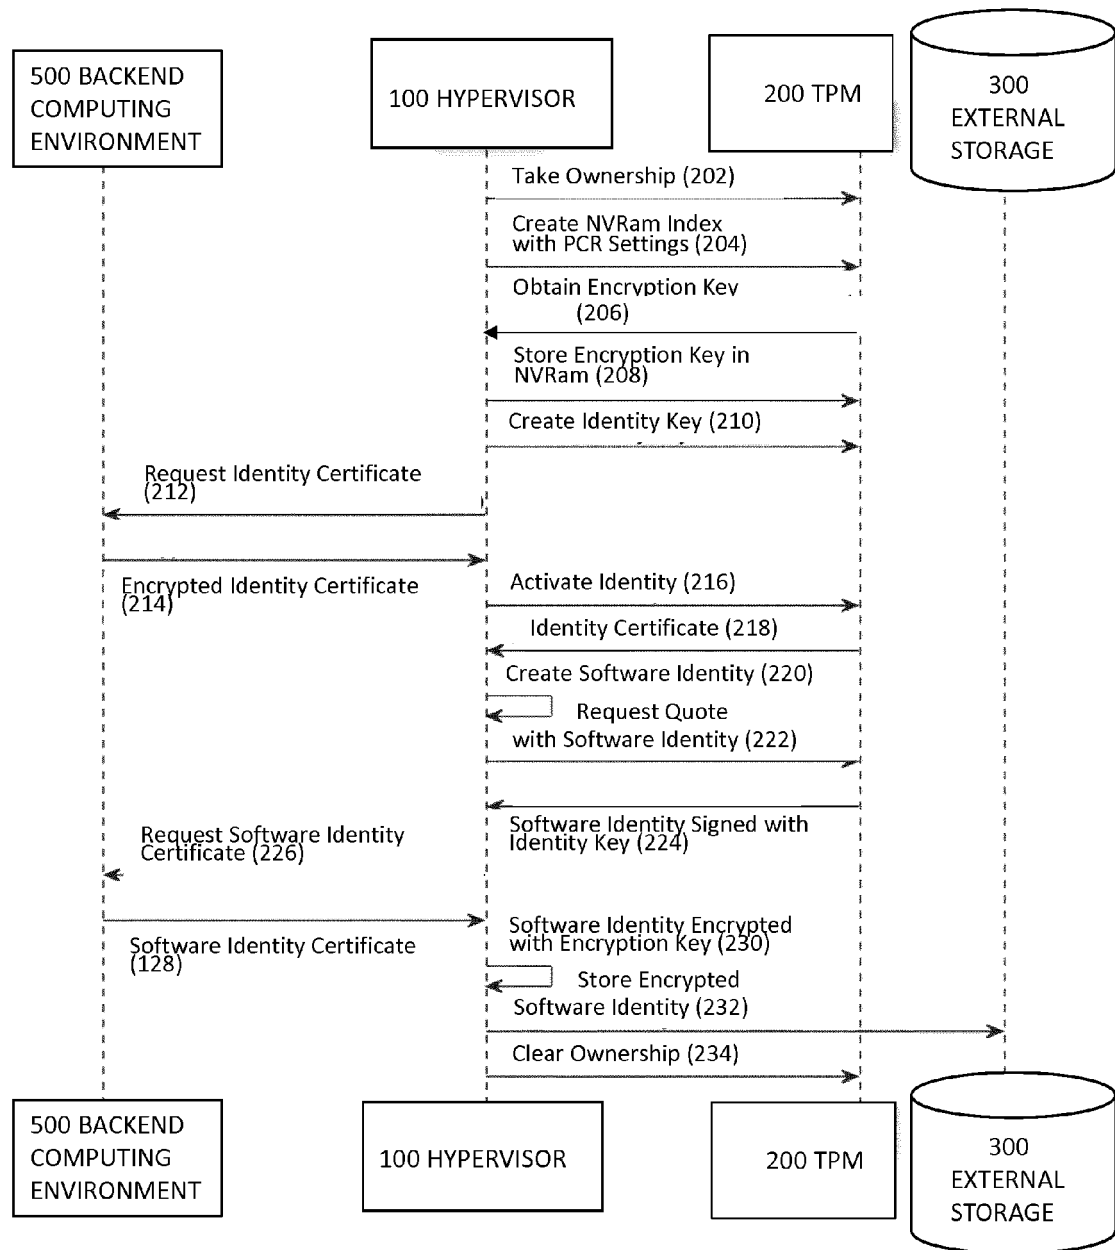 500 BACKEND
COMPUTING
ENVIRONMENT
100 HYPERVISOR
200 TPM
300
EXTERNAL
STORAGE
Take Ownership (202)
Create NVRam Index
with PCR Settings (204)
Obtain Encryption Key
(206)
Store Encryption Key in
NVRam (208)
Create Identity Key (210)
Request Identity Certificate
(212)
Encrypted Identity Certificate
(214)
Activate Identity (216)
Identity Certificate (218)
Create Software Identity (220)
Request Quote
with Software Identity (222)
Software Identity Signed with
Identity Key (224)
Request Software Identity
Certificate (226)
Software Identity Certificate
(128)
Software Identity Encrypted
with Encryption Key (230)
Store Encrypted
Software Identity (232)
Clear Ownership (234)
500 BACKEND
COMPUTING
ENVIRONMENT
100 HYPERVISOR
200 TPM
300
EXTERNAL
STORAGE